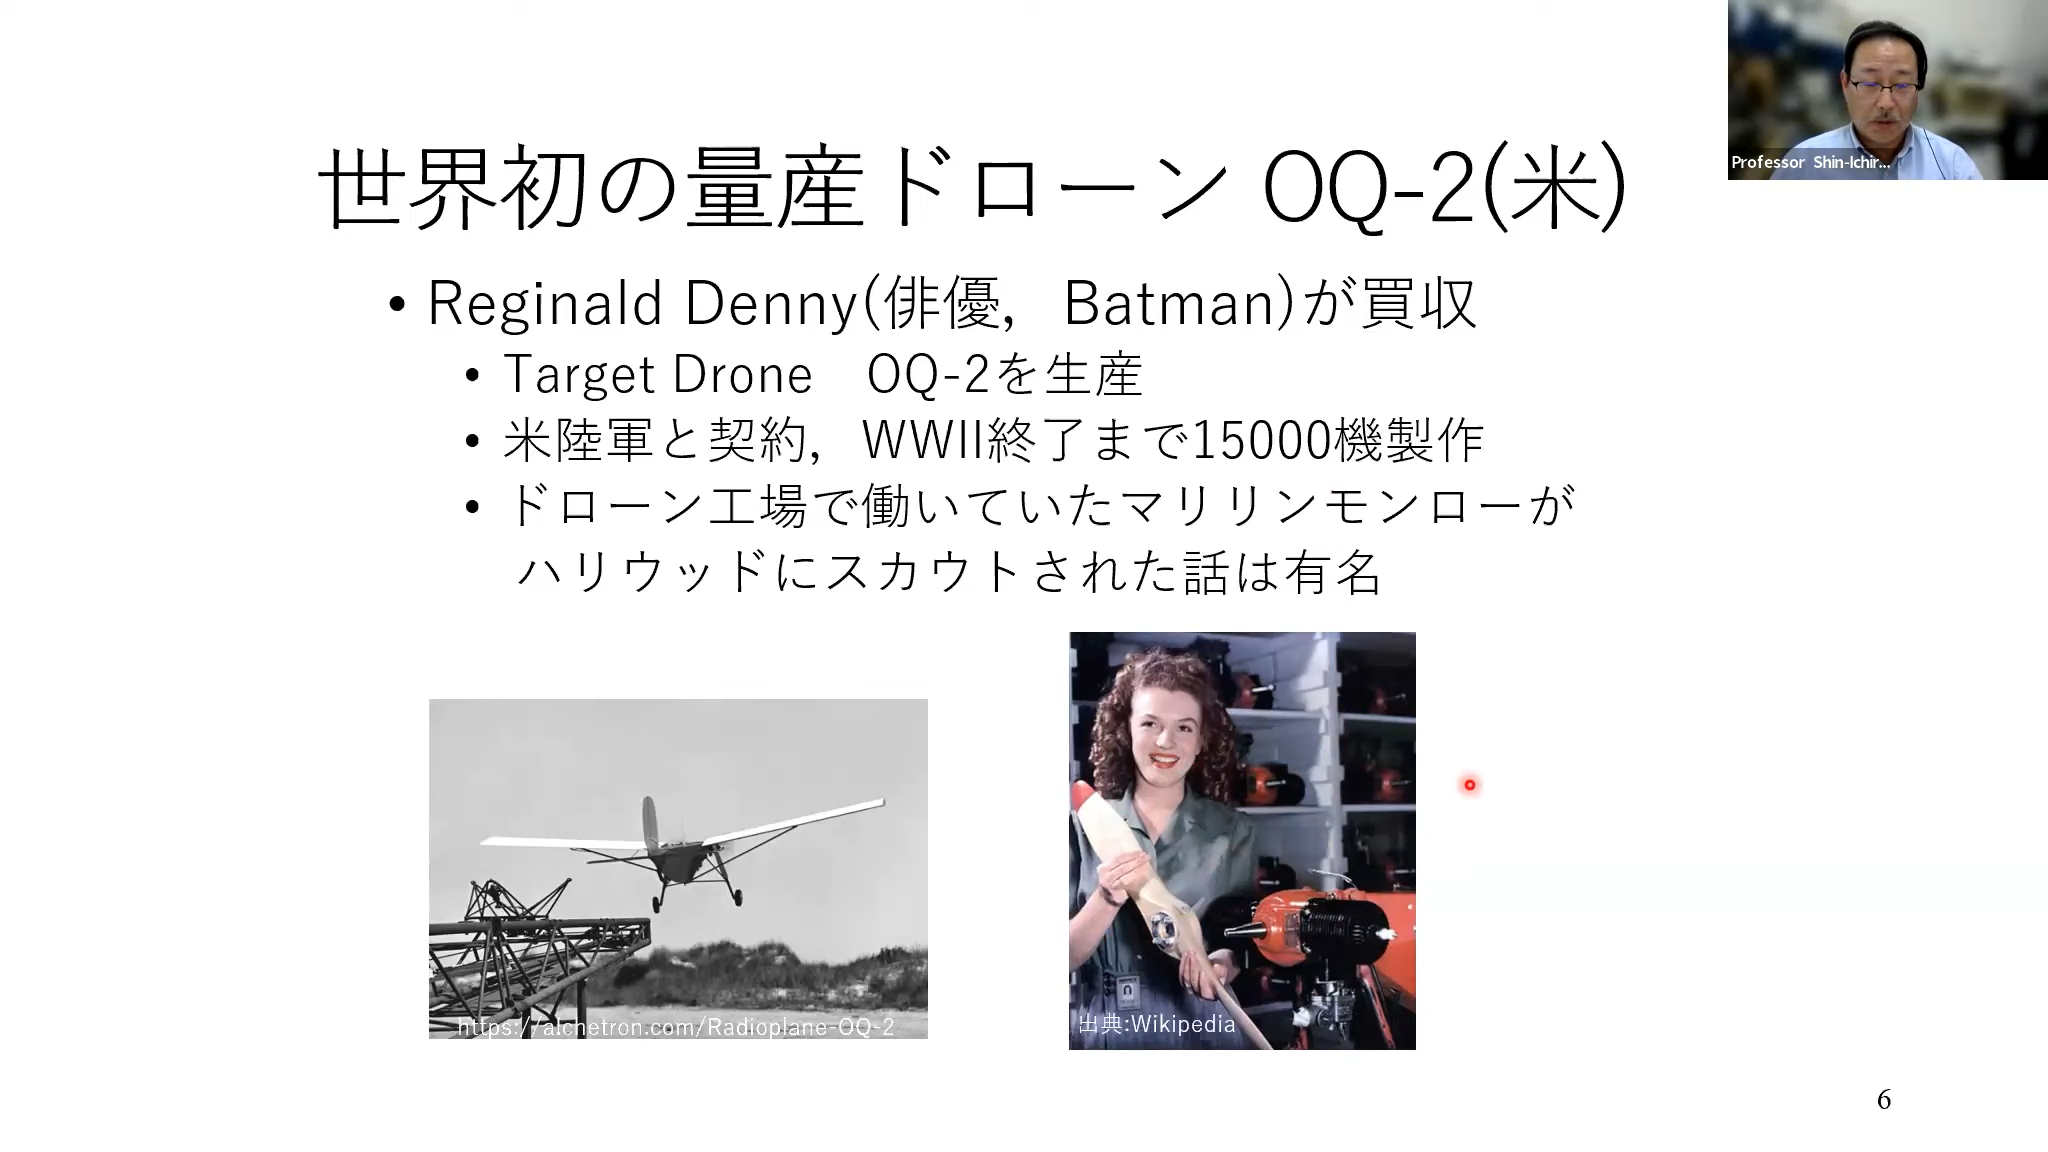 Professor Shin-Ichir...
世界初の量産ドローン OQ-2(米)
• Reginald Denny(俳優，Batman)が買収
• Target Drone　OQ-2を生産
• 米陸軍と契約，WWII終了まで15000機製作
• ドローン工場で働いていたマリリンモンローが
ハリウッドにスカウトされた話は有名
https://alchetron.com/Radioplane-OQ-2
出典:Wikipedia
6